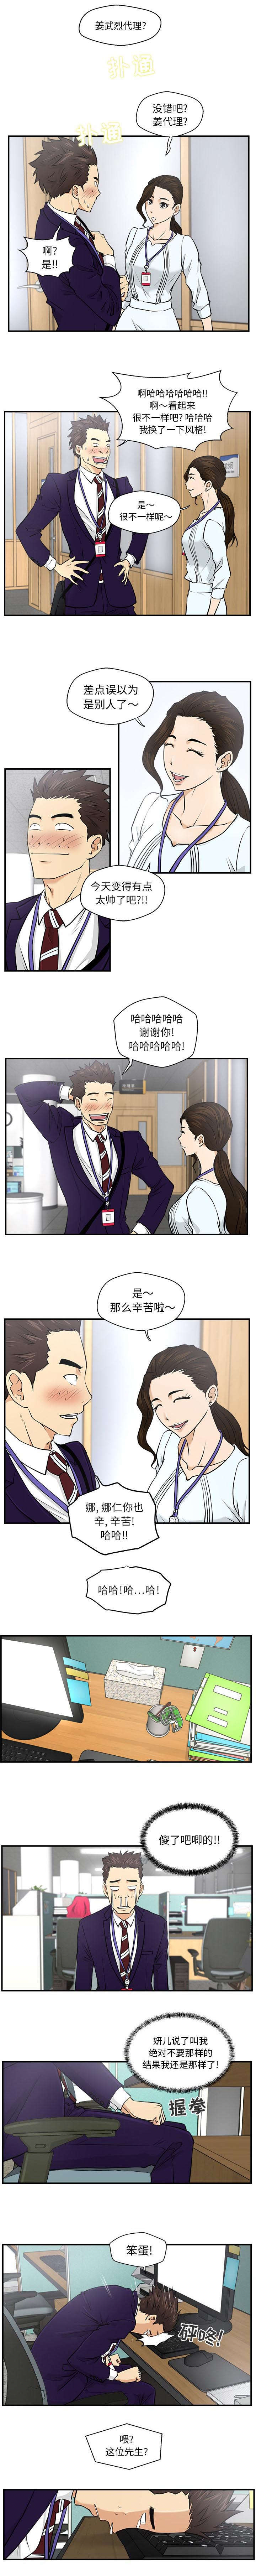 姜武烈代理?
扑通
没错吧?
姜代理?
扑通
啊?
是!!
啊哈哈哈哈哈哈!!
啊~看起来
很不一样吧? 哈哈哈
我换了一下风格!
是~
很不一样呢~
差点误以为
是别人了~
今天变得有点
太帅了吧?!!
哈哈哈哈哈
谢谢你!
哈哈哈哈哈!
是~
那么辛苦啦~
娜, 娜仁你也
辛, 辛苦!
哈哈!!
哈哈! 哈…哈!
傻了吧唧的!!
妍儿说了叫我
绝对不要那样的
结果我还是那样了!
握拳
笨蛋!
砰咚!
喂?
这位先生?